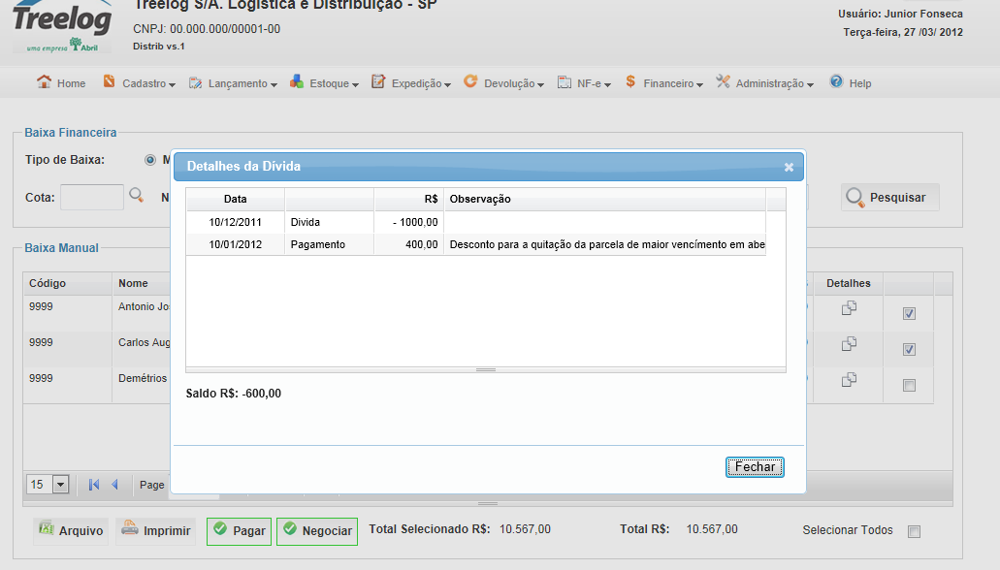 Treelog S/A. Logística e Distribuição - SP
Treelog
uma empresa Abril
CNPJ: 00.000.000/00001-00
Distrib vs.1
Usuário: Junior Fonseca
Terça-feira, 27 /03/ 2012
Home Cadastro Lançamento Estoque Expedição Devolução NF-e Financeiro Administração Help
Baixa Financeira
Tipo de Baixa: M
Cota: N Pesquisar
Baixa Manual
Código Nome Detalhes
9999 Antonio Jo
9999 Carlos Aug
9999 Demétrios
Detalhes da Dívida
Data R$ Observação
10/12/2011 Divida - 1000,00
10/01/2012 Pagamento 400,00 Desconto para a quitação da parcela de maior vencímento em abe
Saldo R$: -600,00
Fechar
15 Page
Arquivo Imprimir Pagar Negociar Total Selecionado R$: 10.567,00 Total R$: 10.567,00 Selecionar Todos